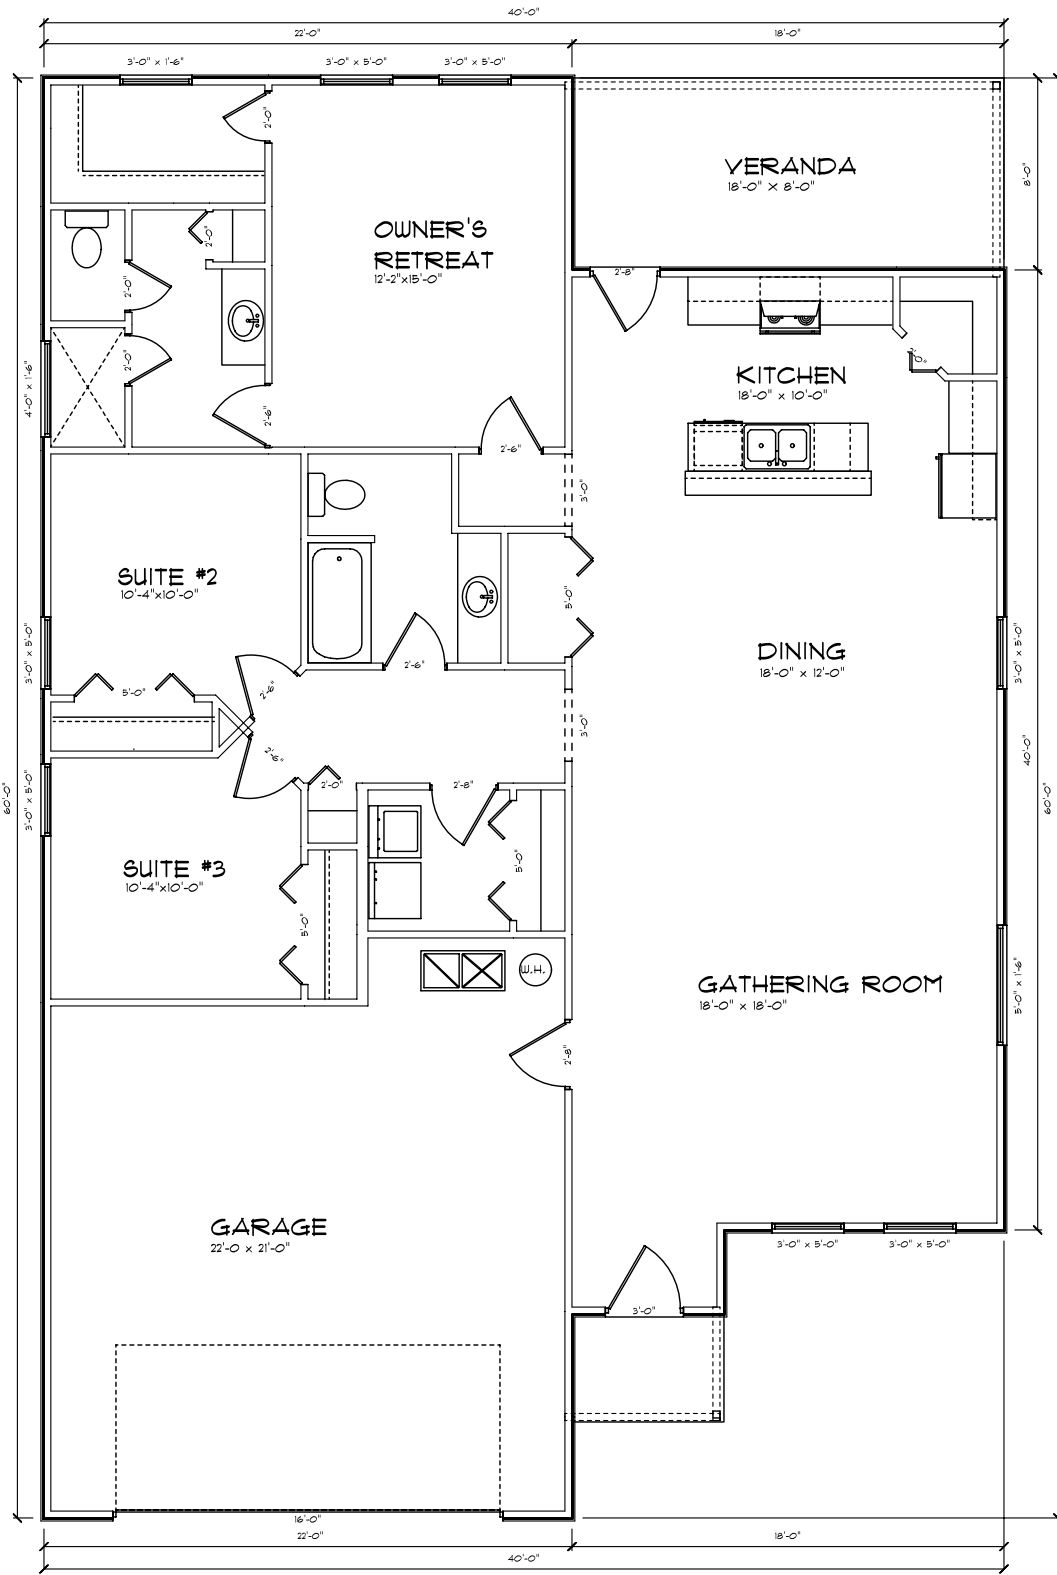 40'-0"
22'-0"
18'-0"
3'-0" x 1'-6"
3'-0" x 5'-0"
3'-0" x 5'-0"
2'-0"
VERANDA
18'-0" X 8'-0"
8'-0"
OWNER'S
RETREAT
12'-2"x15'-0"
2'-0"
2'-0"
2'-8"
2'-0"
2'-0"
KITCHEN
18'-0" x 10'-0"
4'-0" x 1'-6"
2'-6"
2'-6"
3'-0"
SUITE #2
10'-4"x10'-0"
5'-0"
DINING
18'-0" x 12'-0"
3'-0" x 5'-0"
3'-0" x 5'-0"
2'-6"
2'-6"
5'-0"
3'-0"
40'-0"
2'-6"
2'-0"
2'-8"
60'-0"
3'-0" x 5'-0"
60'-0"
SUITE #3
10'-4"x10'-0"
5'-0"
5'-0"
W.H.
GATHERING ROOM
18'-0" x 18'-0"
5'-0" x 1'-6"
2'-8"
GARAGE
22'-0 x 21'-0"
3'-0" x 5'-0"
3'-0" x 5'-0"
3'-0"
16'-0"
22'-0"
18'-0"
40'-0"